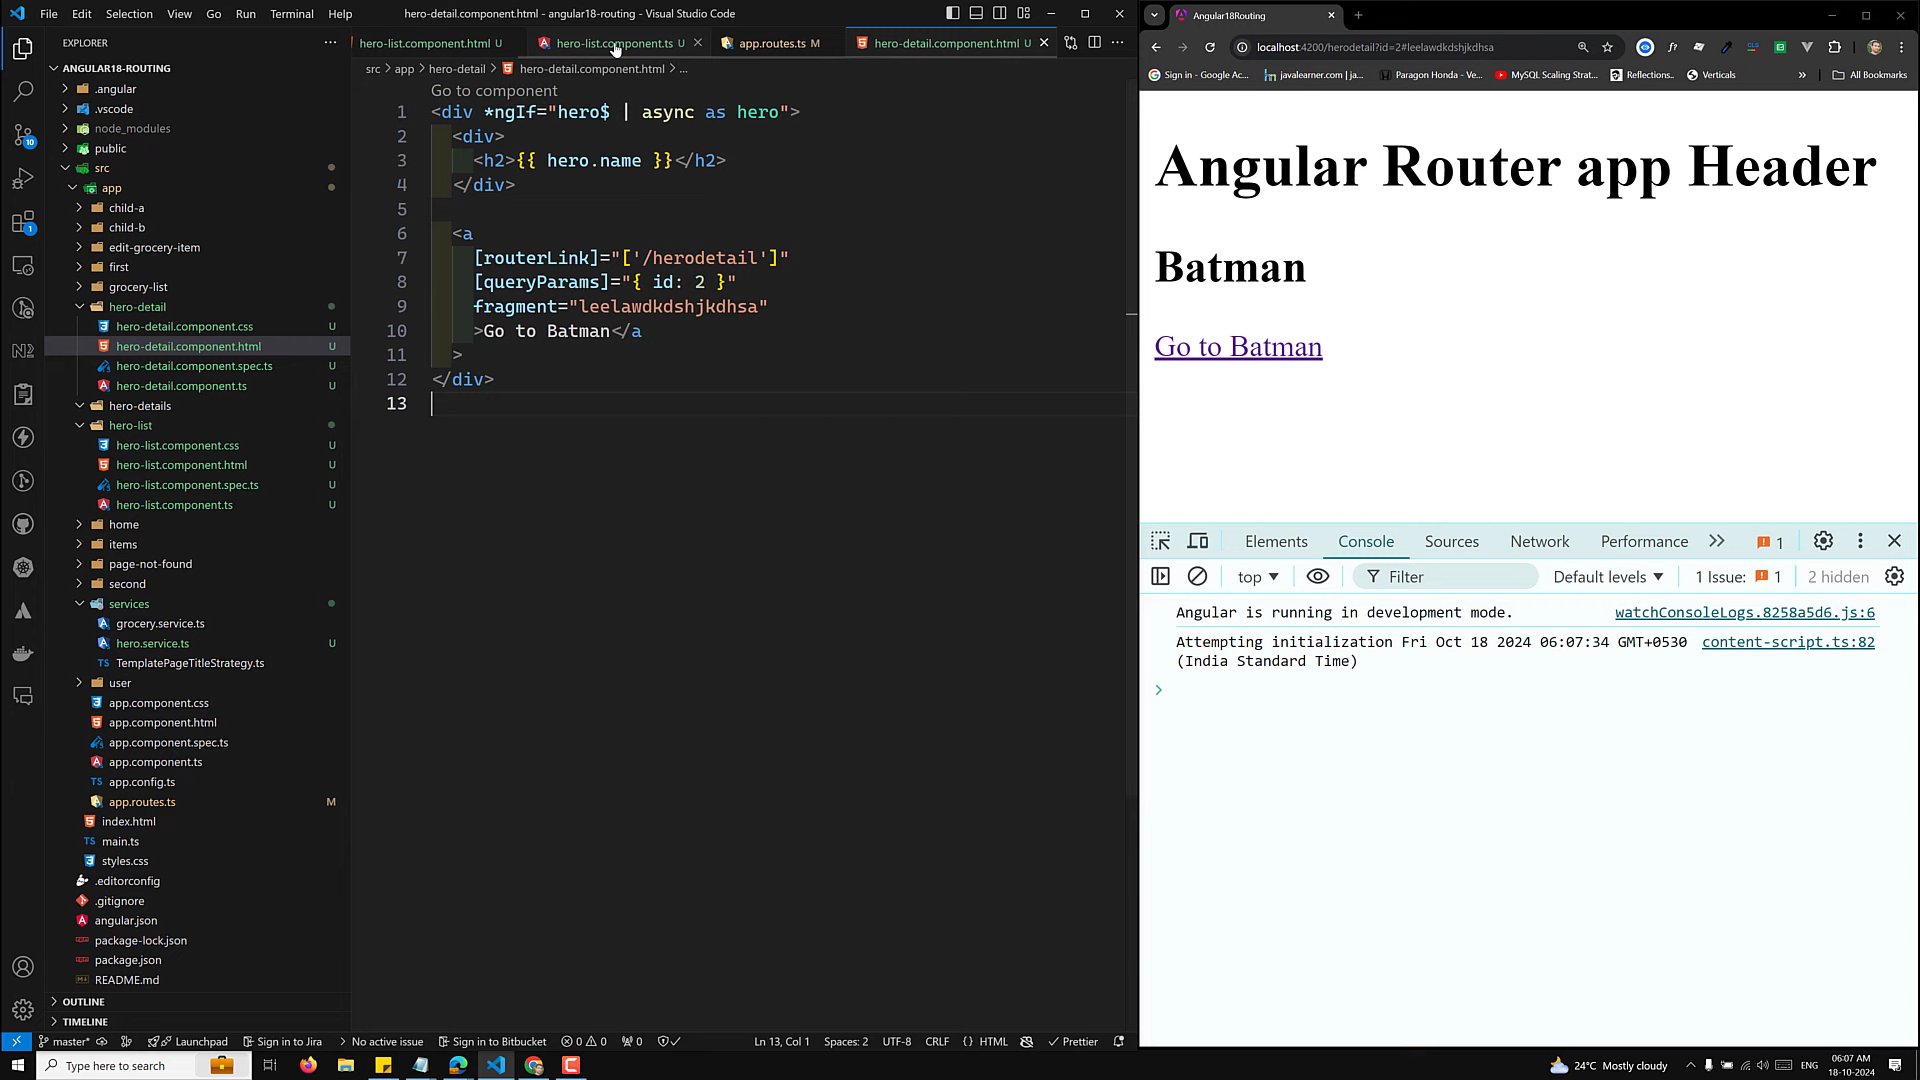 File Edit Selection View Go Run Terminal Help
hero-detail.component.html - angular18-routing - Visual Studio Code
EXPLORER
ANGULAR18-ROUTING
.angular
.vscode
node_modules
public
src
app
child-a
child-b
edit-grocery-item
first
grocery-list
hero-detail
hero-detail.component.css U
hero-detail.component.html U
hero-detail.component.spec.ts U
hero-detail.component.ts U
hero-details
hero-list
hero-list.component.css U
hero-list.component.html U
hero-list.component.spec.ts U
hero-list.component.ts U
home
items
page-not-found
second
services
grocery.service.ts
hero.service.ts U
TS TemplatePageTitleStrategy.ts
user
app.component.css
app.component.html
app.component.spec.ts
app.component.ts
TS app.config.ts
app.routes.ts M
index.html
TS main.ts
styles.css
.editorconfig
.gitignore
angular.json
package-lock.json
package.json
README.md
OUTLINE
TIMELINE
hero-list.component.html U hero-list.component.ts U app.routes.ts M hero-detail.component.html U
src > app > hero-detail > hero-detail.component.html > ...
Go to component
1 <div *ngIf="hero$ | async as hero">
2 <div>
3 <h2>{{ hero.name }}</h2>
4 </div>
5
6 <a
7 [routerLink]="['/herodetail']"
8 [queryParams]="{ id: 2 }"
9 fragment="leelawdkdshjkdhsa"
10 >Go to Batman</a
11 >
12 </div>
13
master* Launchpad Sign in to Jira No active issue Sign in to Bitbucket 0 0 0 Ln 13, Col 1 Spaces: 2 UTF-8 CRLF {} HTML Prettier
Angular18Routing
localhost:4200/herodetail?id=2#leelawdkdshjkdhsa
Sign in - Google Ac... javalearner.com | ja... Paragon Honda - Ve... MySQL Scaling Strat... Reflections.. Verticals » All Bookmarks
Angular Router app Header
Batman
Go to Batman
Elements Console Sources Network Performance » 1
top Filter Default levels 1 Issue: 1 2 hidden
Angular is running in development mode. watchConsoleLogs.8258a5d6.js:6
Attempting initialization Fri Oct 18 2024 06:07:34 GMT+0530 content-script.ts:82
(India Standard Time)
Type here to search
24°C Mostly cloudy ENG 06:07 AM
18-10-2024